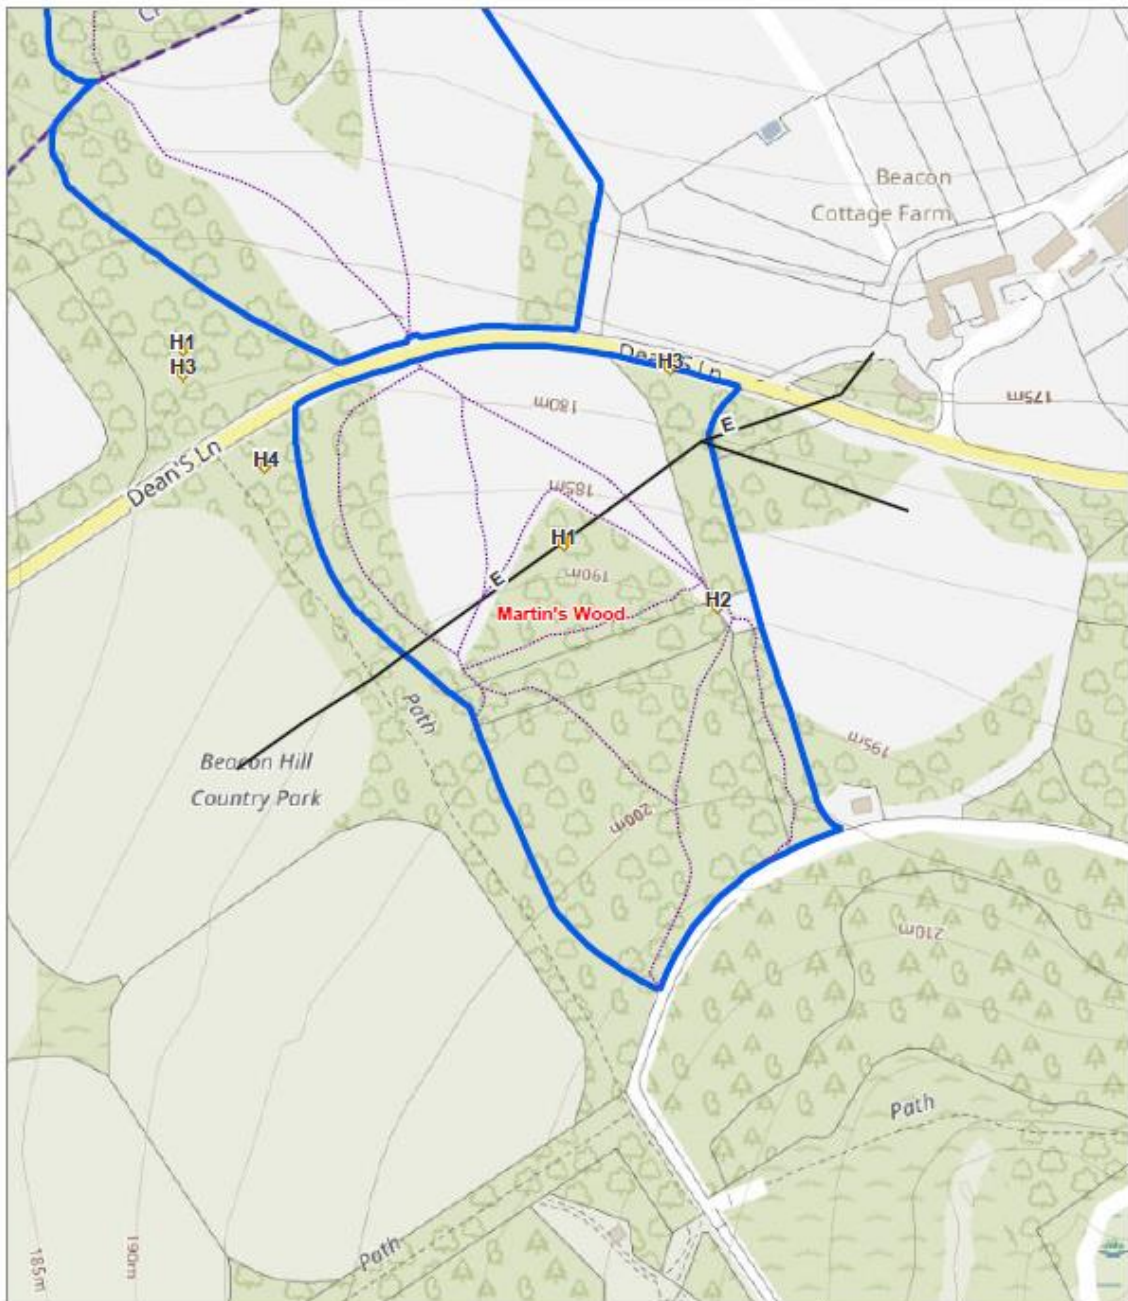 Beacon
Cottage Farm
H1
H3
Dean'S Ln
H3
175m
180m
E
Dean'S Ln
H4
185m
H1
E
190m
H2
Martin's Wood
Path
195m
Beacon Hill
Country Park
200m
210m
Path
Path
185m
190m